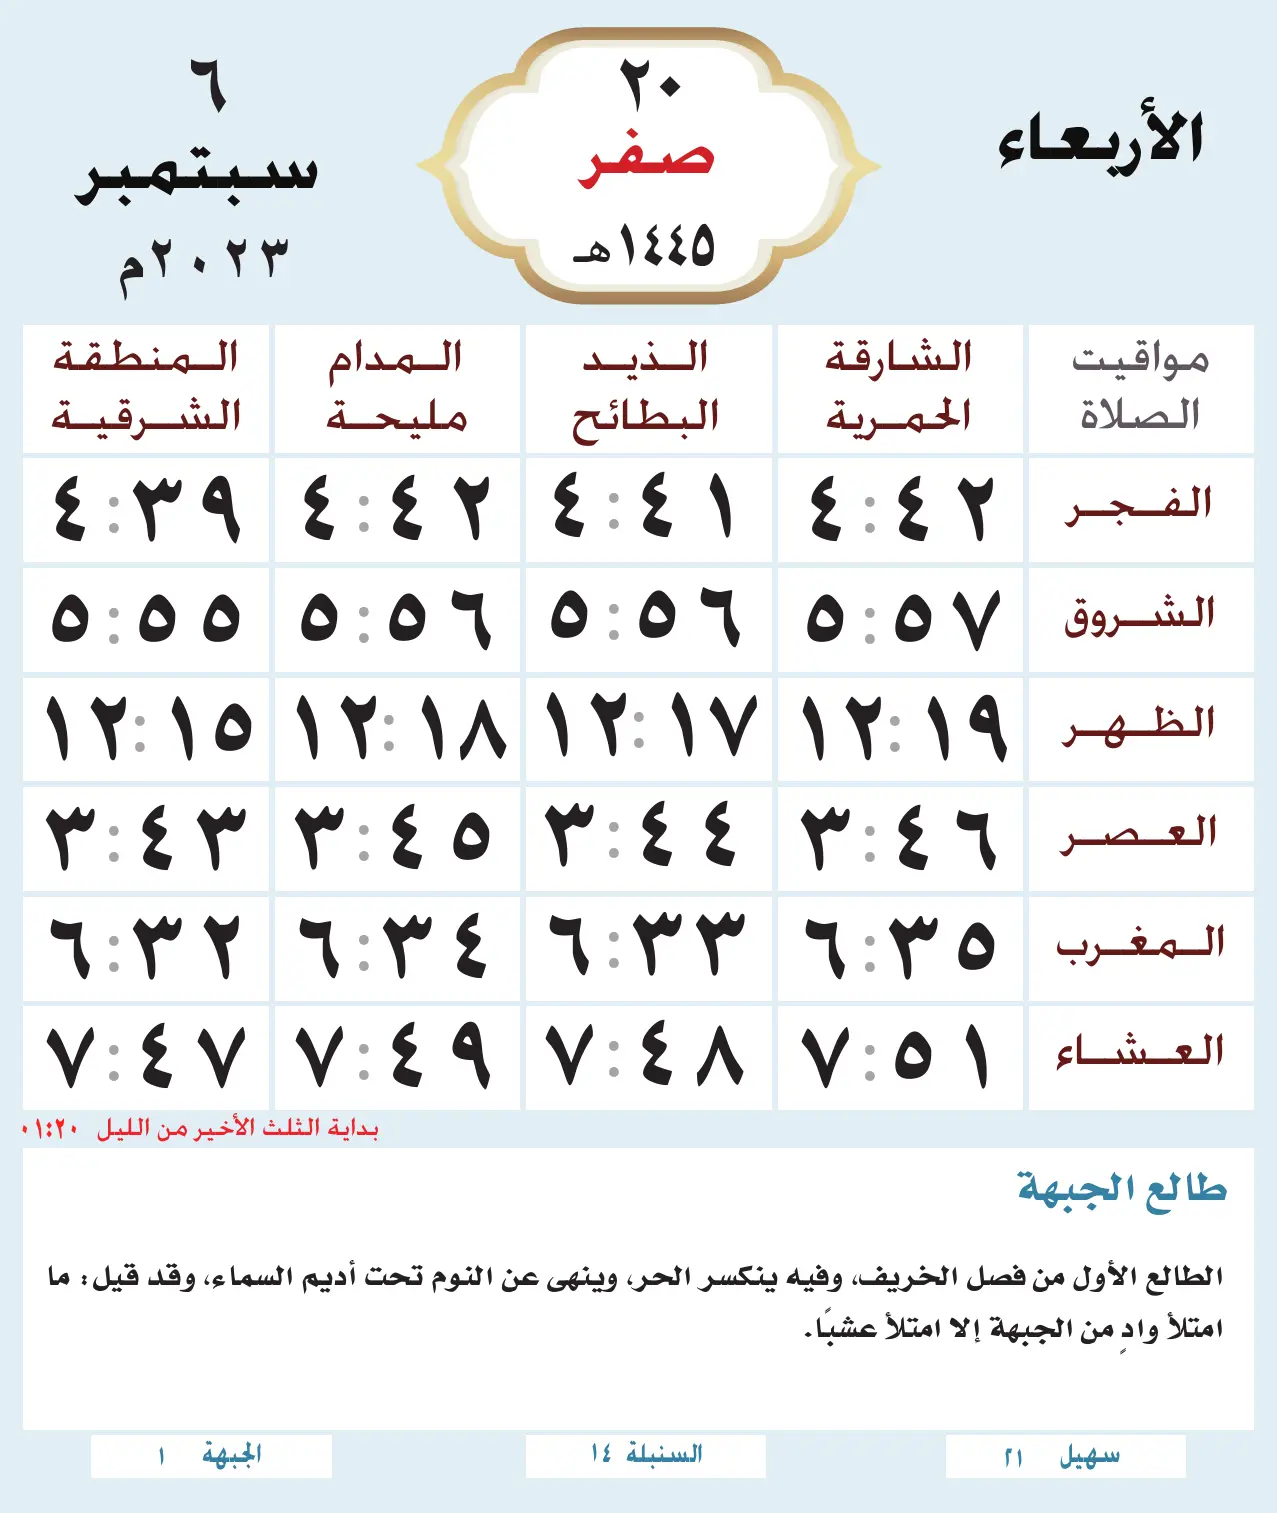 الأربعاء
٢٠
صفر
١٤٤٥هـ
٦
سبتمبر
٢٠٢٣م
مواقيت الصلاة الشارقة الحمرية الذيد البطائح المدام مليحة المنطقة الشرقية
الفجر ٤:٤٢ ٤:٤١ ٤:٤٢ ٤:٣٩
الشروق ٥:٥٧ ٥:٥٦ ٥:٥٦ ٥:٥٥
الظهر ١٢:١٩ ١٢:١٧ ١٢:١٨ ١٢:١٥
العصر ٣:٤٦ ٣:٤٤ ٣:٤٥ ٣:٤٣
المغرب ٦:٣٥ ٦:٣٣ ٦:٣٤ ٦:٣٢
العشاء ٧:٥١ ٧:٤٨ ٧:٤٩ ٧:٤٧
بداية الثلث الأخير من الليل ٠١:٢٠
طالع الجبهة
الطالع الأول من فصل الخريف، وفيه ينكسر الحر، وينهى عن النوم تحت أديم السماء، وقد قيل: ما
امتلأ وادٍ من الجبهة إلا امتلأ عشبًا.
سهيل ٢١ السنبلة ١٤ الجبهة ١